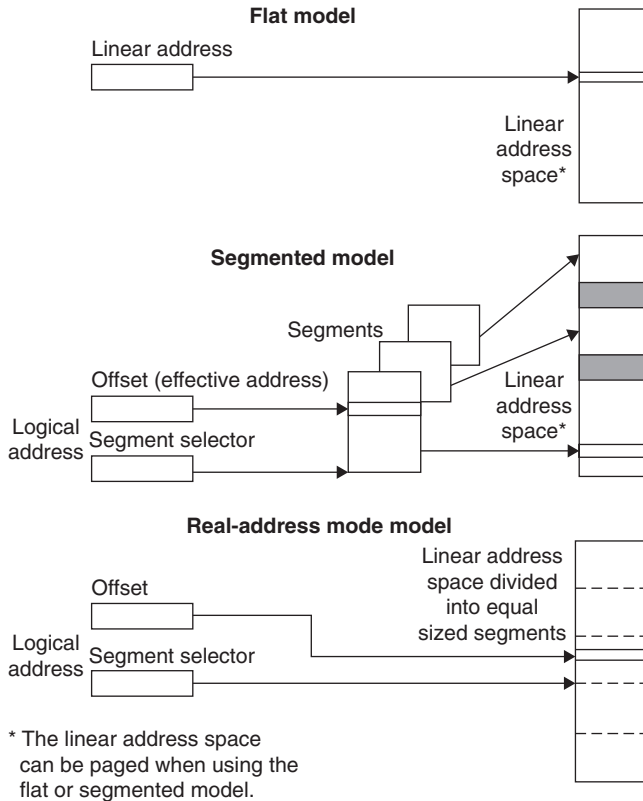 Flat model
Linear address
Linear
address
space*
Segmented model
Segments
Offset (effective address)
Logical
address
Segment selector
Linear
address
space*
Real-address mode model
Offset
Logical
address
Segment selector
Linear address
space divided
into equal
sized segments
* The linear address space
can be paged when using the
flat or segmented model.